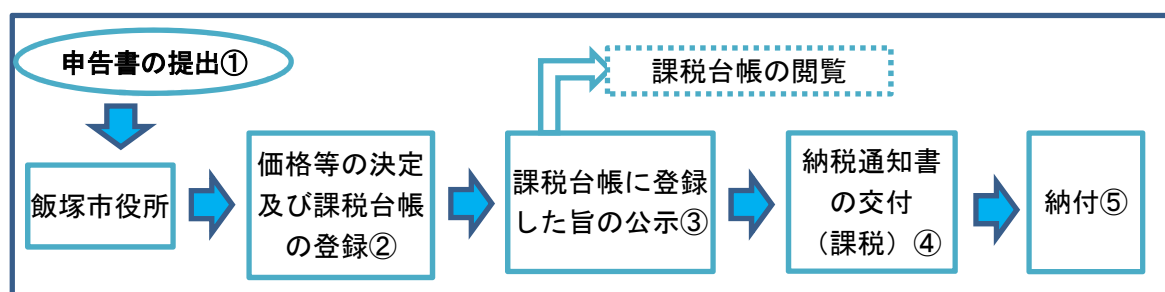 申告書の提出①
課税台帳の閲覧
飯塚市役所
価格等の決定
及び課税台帳
の登録②
課税台帳に登録
した旨の公示③
納税通知書
の交付
（課税）④
納付⑤